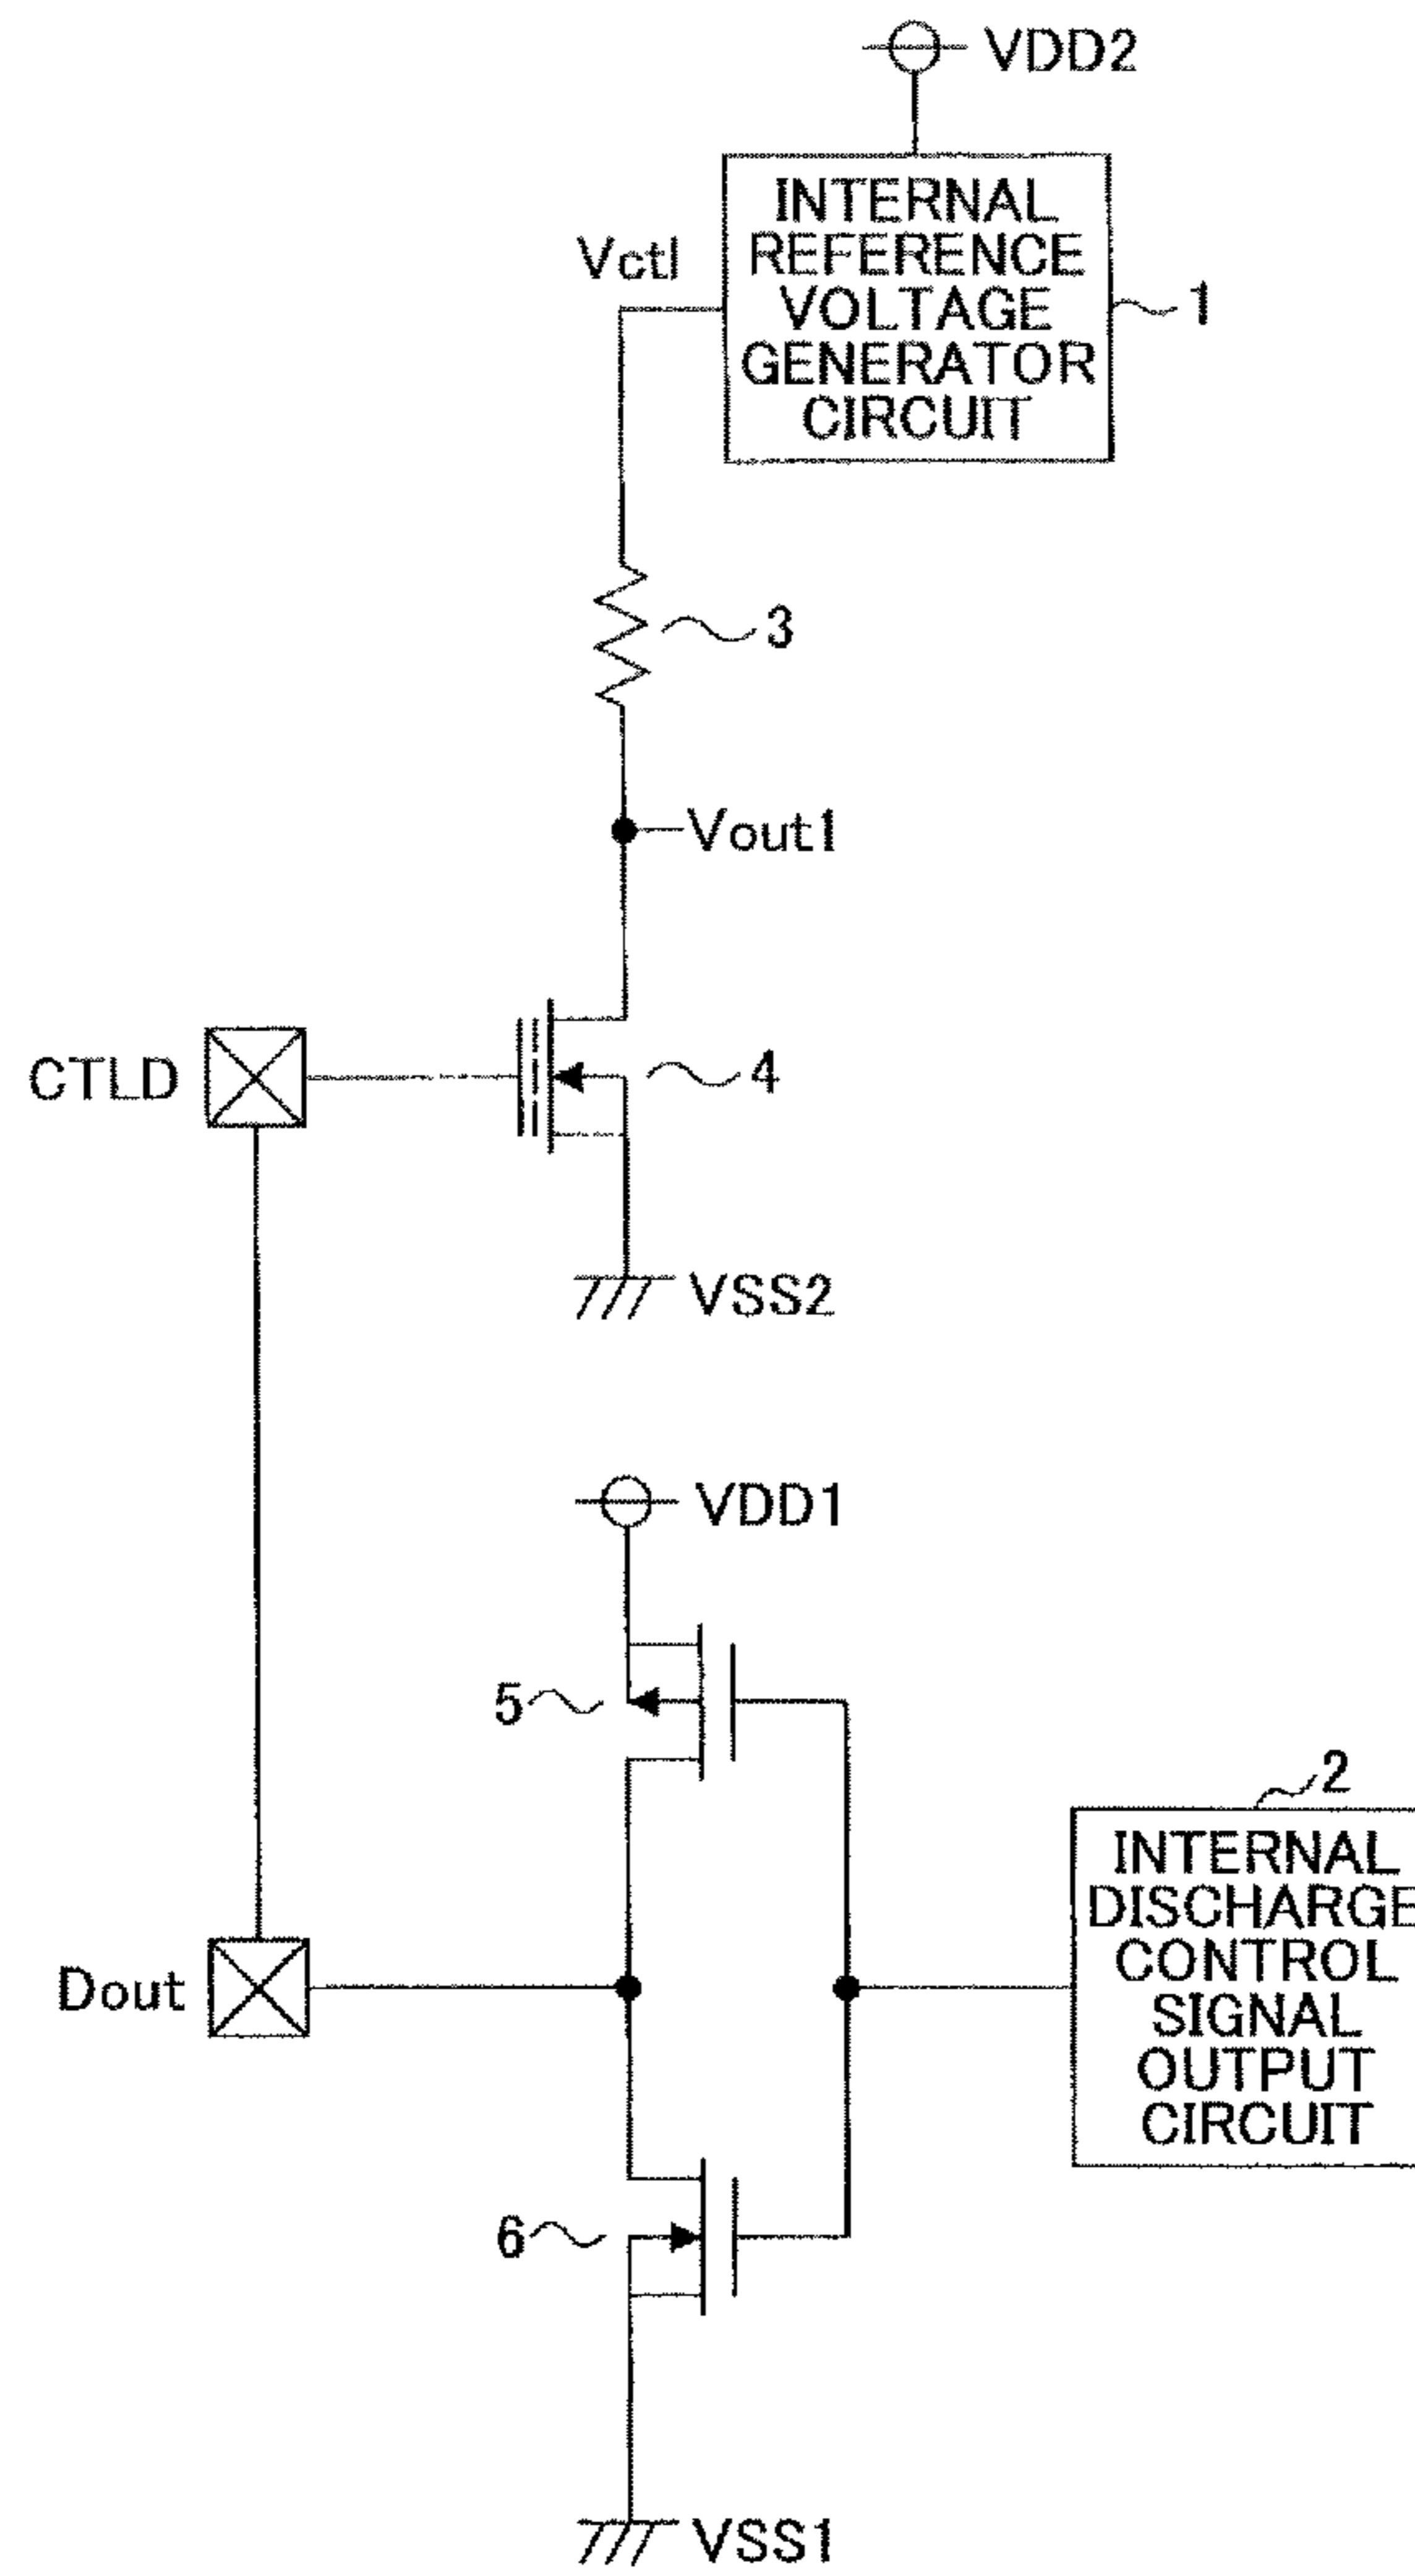 VDD2
INTERNAL
REFERENCE
VOLTAGE
GENERATOR
CIRCUIT
Vctl
1
3
Vout1
CTLD
4
VSS2
VDD1
5
2
INTERNAL
DISCHARGE
CONTROL
SIGNAL
OUTPUT
CIRCUIT
Dout
6
VSS1